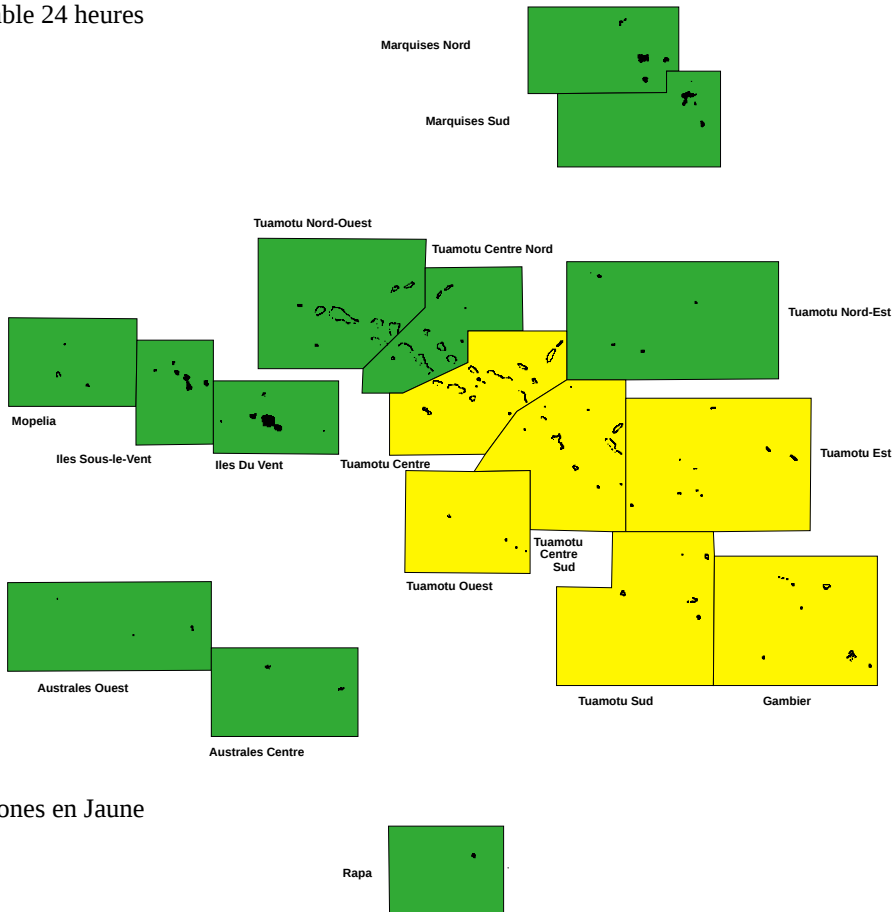 24 heures
Marquises Nord
Marquises Sud
Tuamotu Nord-Ouest
Tuamotu Centre Nord
Tuamotu Nord-Est
Mopelia
Iles Sous-le-Vent
Iles Du Vent
Tuamotu Centre
Tuamotu Est
Tuamotu
Centre
Sud
Tuamotu Ouest
Australes Ouest
Tuamotu Sud
Gambier
Australes Centre
en Jaune
Rapa